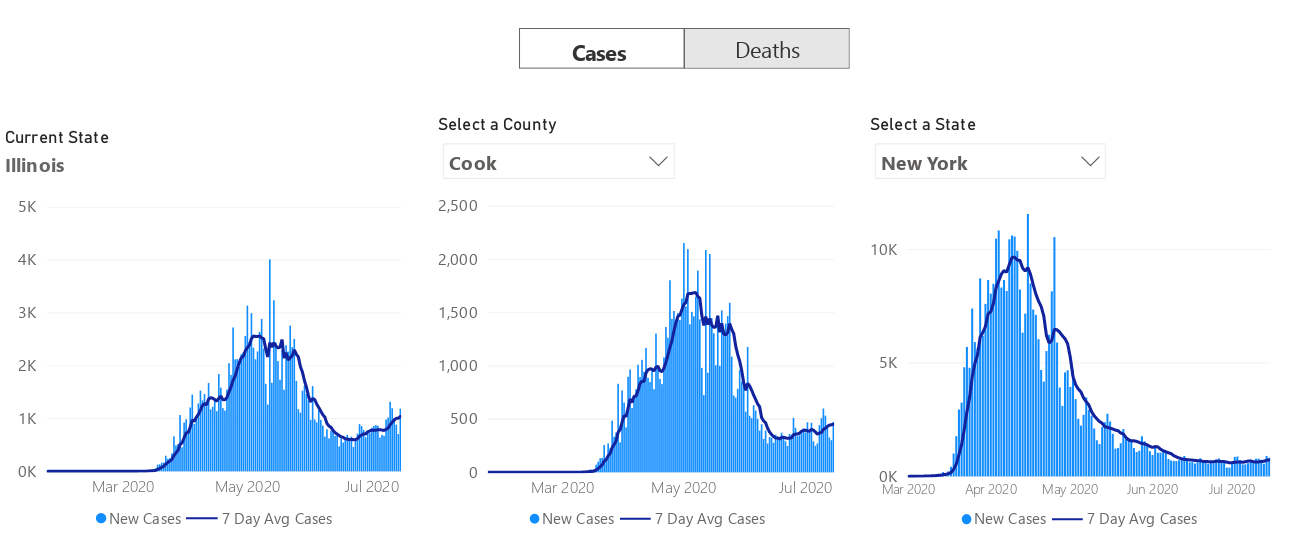 Cases Deaths
Current State
Illinois
5K
4K
3K
2K
1K
0K
Mar 2020 May 2020 Jul 2020
New Cases 7 Day Avg Cases
Select a County
Cook
2,500
2,000
1,500
1,000
500
0
Mar 2020 May 2020 Jul 2020
New Cases 7 Day Avg Cases
Select a State
New York
10K
5K
0K
Mar 2020 Apr 2020 May 2020 Jun 2020 Jul 2020
New Cases 7 Day Avg Cases